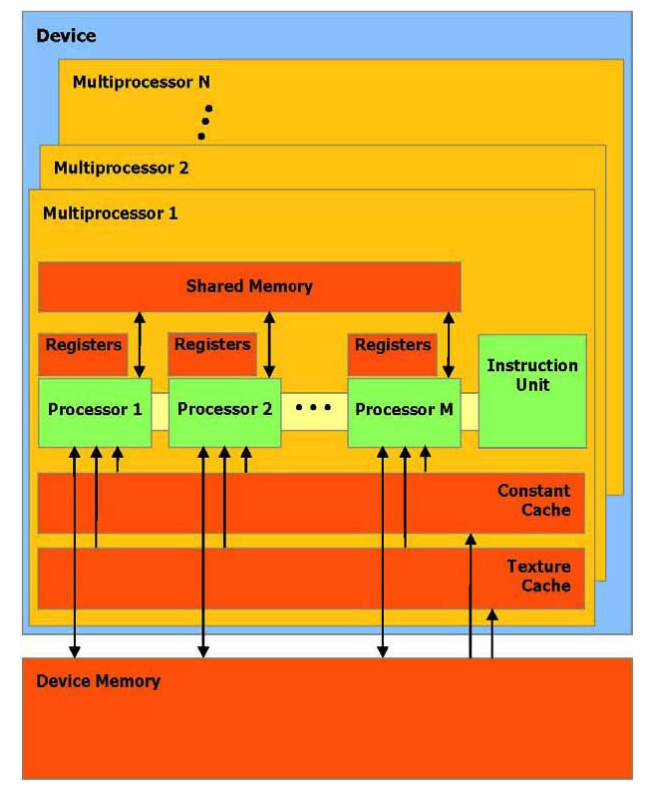 Device
Multiprocessor N
Multiprocessor 2
Multiprocessor 1
Shared Memory
Registers Registers Registers
Instruction
Unit
Processor 1 Processor 2 • • • Processor M
Constant
Cache
Texture
Cache
Device Memory